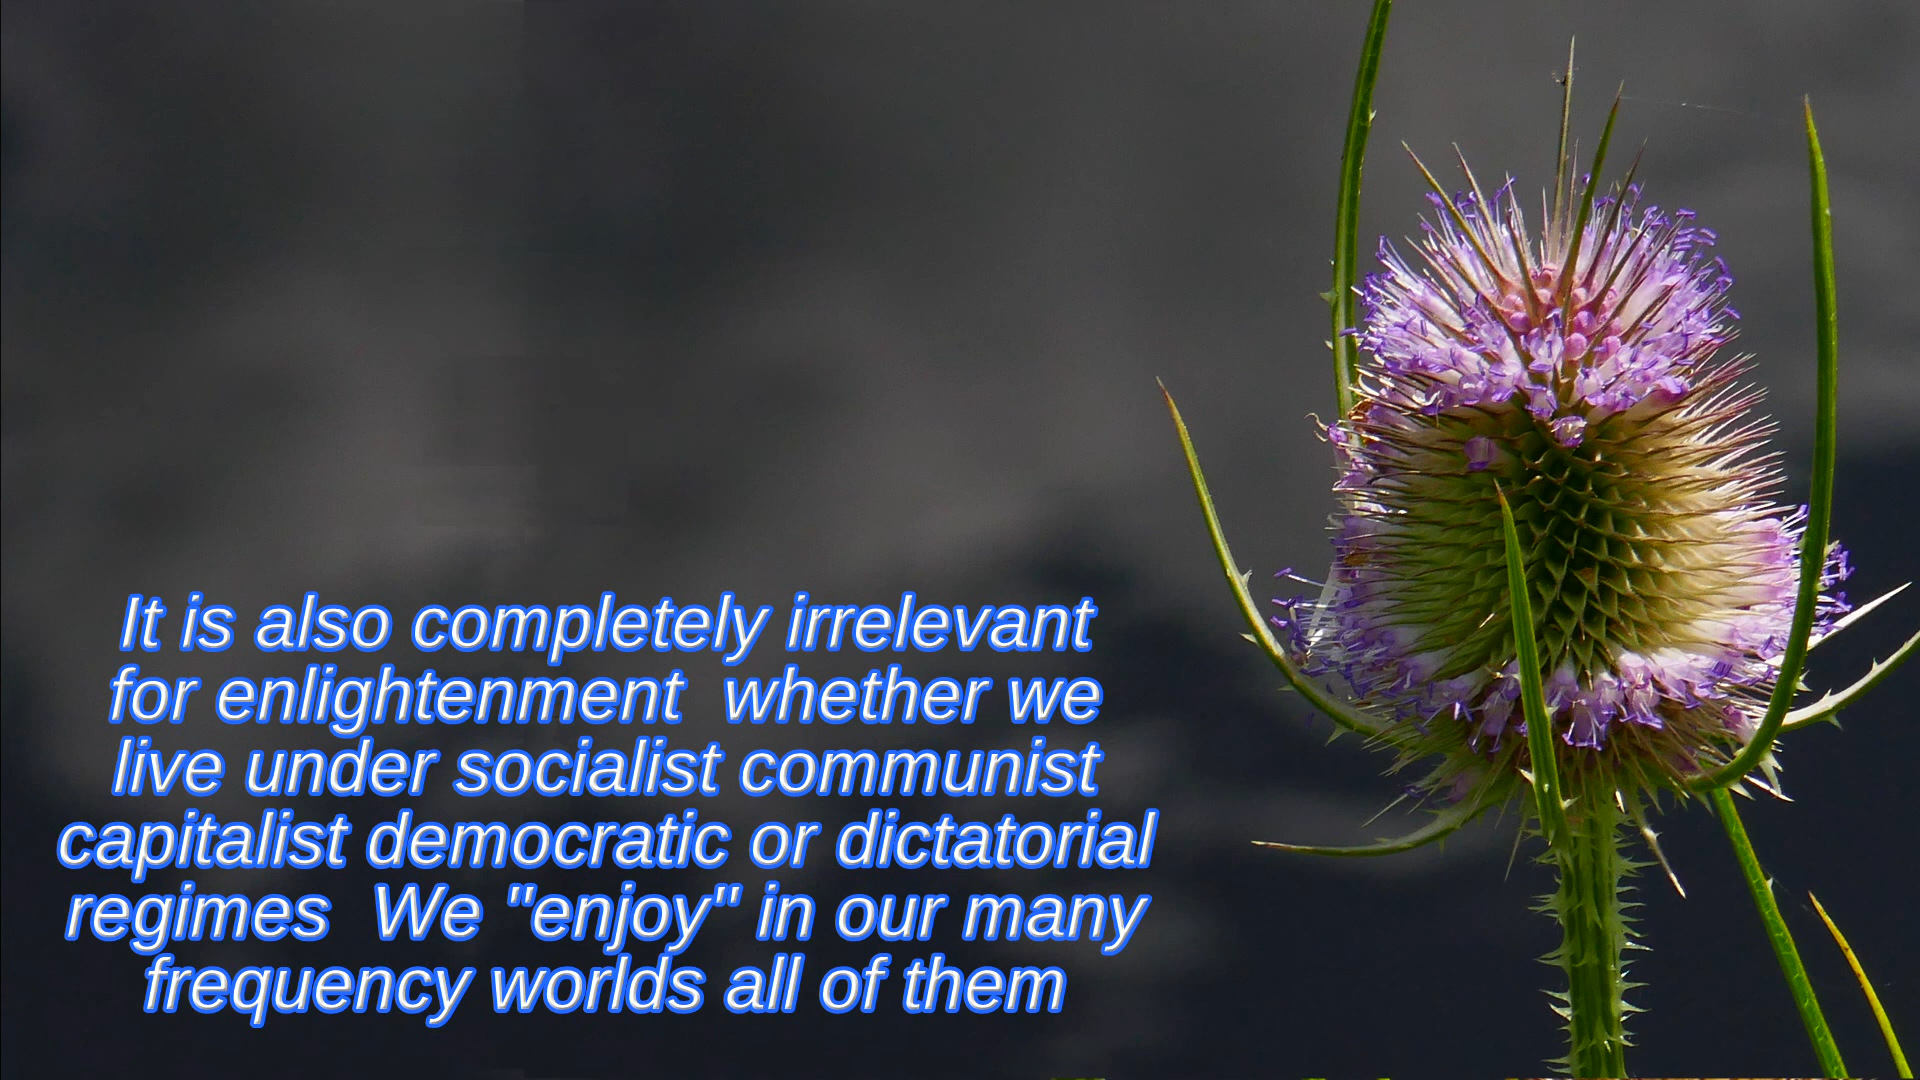 It is also completely irrelevant
for enlightenment  whether we
live under socialist communist
capitalist democratic or dictatorial
regimes  We "enjoy" in our many
frequency worlds all of them